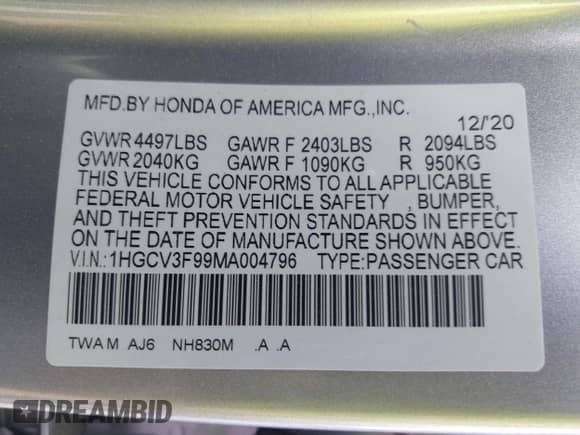 MFD.BY HONDA OF AMERICA MFG.,INC.
12/'20
GVWR 4497LBS GAWR F 2403LBS R 2094LBS
GVWR 2040KG GAWR F 1090KG R 950KG
THIS VEHICLE CONFORMS TO ALL APPLICABLE
FEDERAL MOTOR VEHICLE SAFETY , BUMPER,
AND THEFT PREVENTION STANDARDS IN EFFECT
ON THE DATE OF MANUFACTURE SHOWN ABOVE.
V.I.N.:1HGCV3F99MA004796 TYPE:PASSENGER CAR
TWA M AJ6 NH830M .A .A
DREAMBID